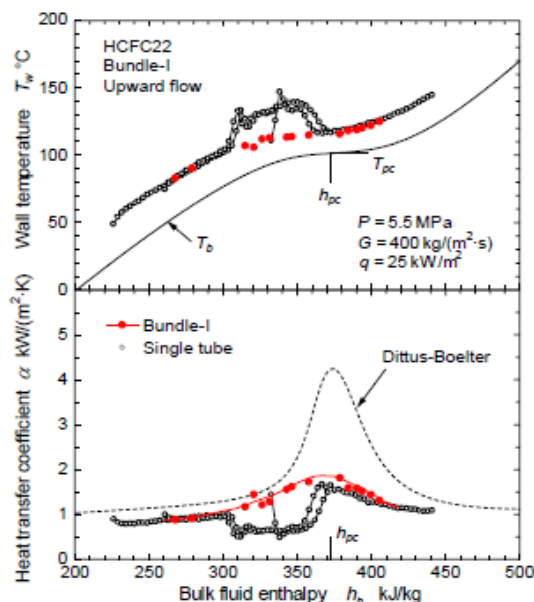 200
HCFC22
Bundle-I
Upward flow
150
100
50
0
Wall temperature T_w °C
T_pc
h_pc
T_b
P = 5.5 MPa
G = 400 kg/(m²·s)
q = 25 kW/m²
5
4
3
2
1
0
Heat transfer coefficient α kW/(m²·K)
Bundle-I
Single tube
Dittus-Boelter
h_pc
200 250 300 350 400 450 500
Bulk fluid enthalpy h_b kJ/kg